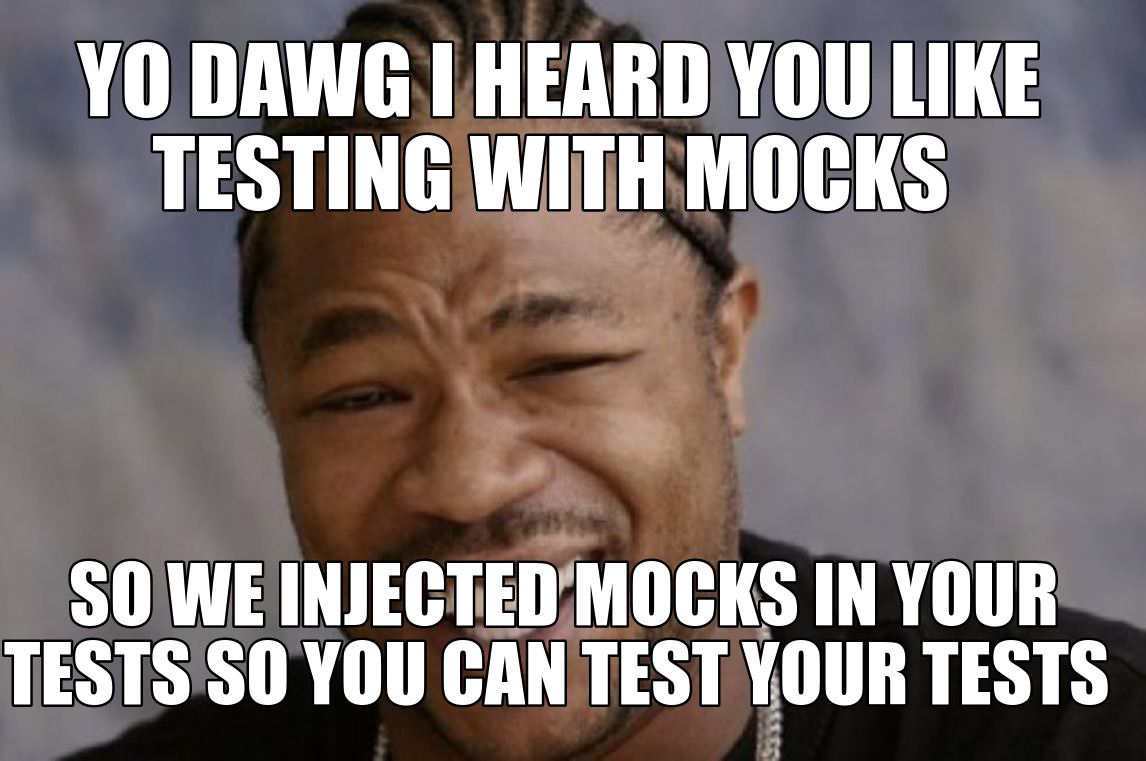 YO DAWG I HEARD YOU LIKE
TESTING WITH MOCKS
SO WE INJECTED MOCKS IN YOUR
TESTS SO YOU CAN TEST YOUR TESTS